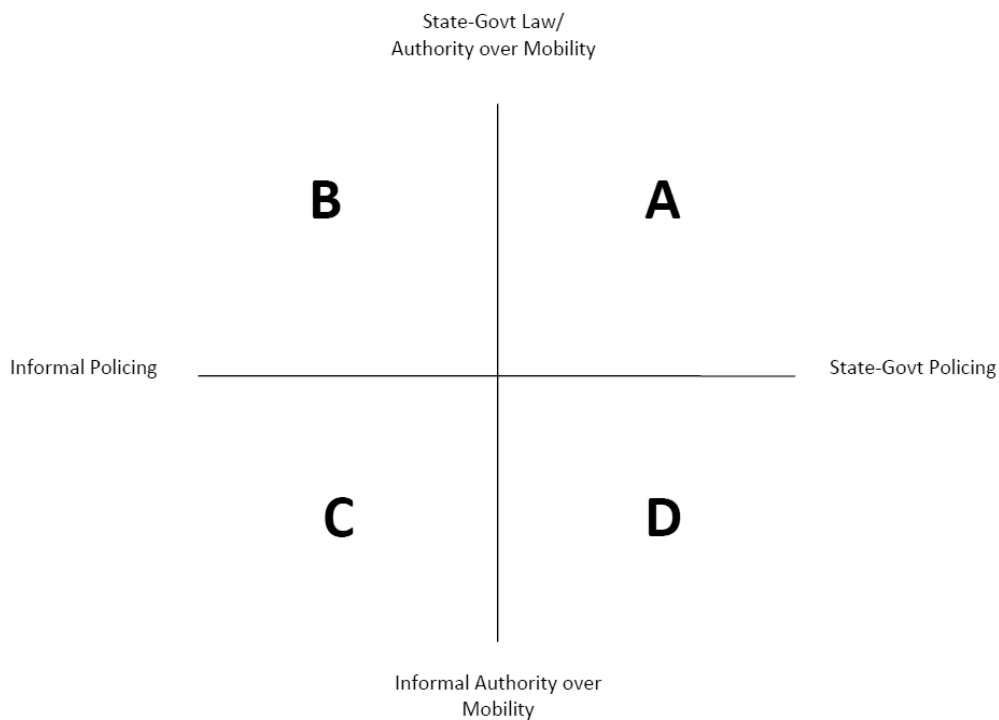 State-Govt Law/
Authority over Mobility
B
A
Informal Policing
State-Govt Policing
C
D
Informal Authority over
Mobility